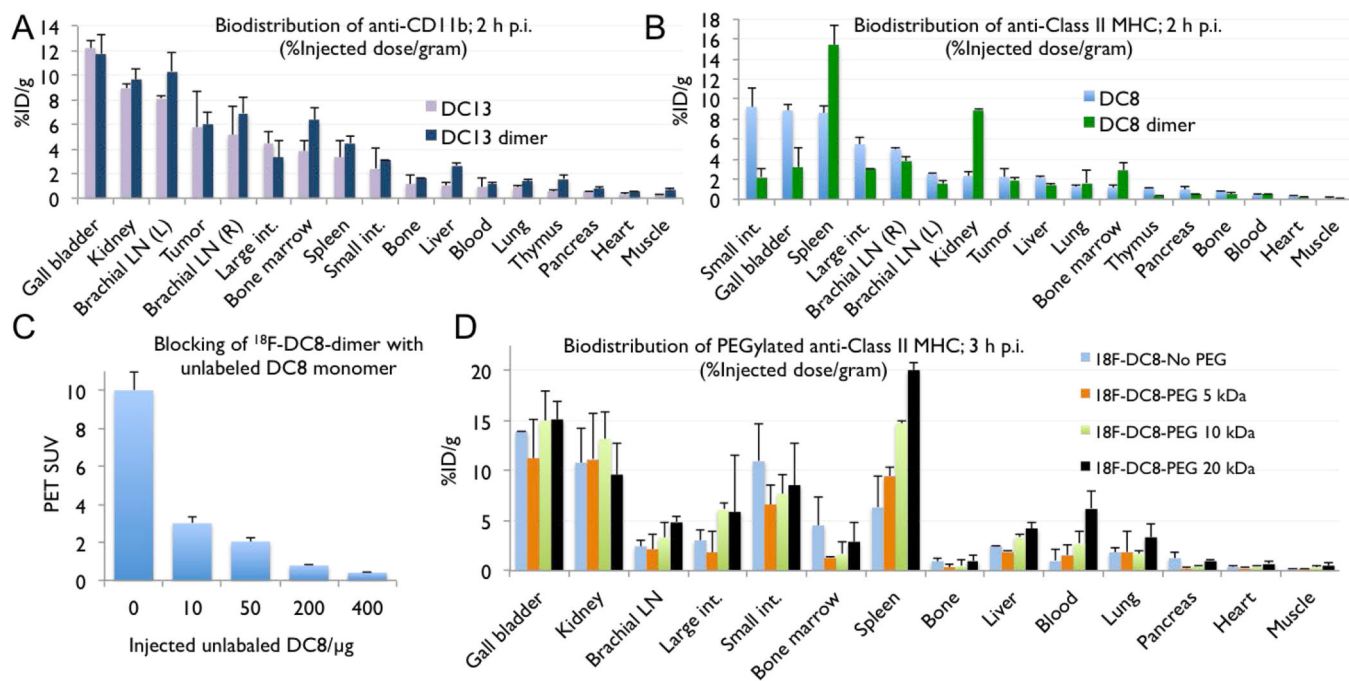 A
Biodistribution of anti-CD11b; 2 h p.i.
(%Injected dose/gram)
%ID/g
14
12
10
8
6
4
2
0
DC13
DC13 dimer
Gall bladder
Kidney
Brachial LN (L)
Tumor
Brachial LN (R)
Large int.
Bone marrow
Spleen
Small int.
Bone
Liver
Blood
Lung
Thymus
Pancreas
Heart
Muscle
B
Biodistribution of anti-Class II MHC; 2 h p.i.
(%Injected dose/gram)
%ID/g
18
16
14
12
10
8
6
4
2
0
DC8
DC8 dimer
Small int.
Gall bladder
Spleen
Large int.
Brachial LN (R)
Brachial LN (L)
Kidney
Tumor
Liver
Lung
Bone marrow
Thymus
Pancreas
Bone
Blood
Heart
Muscle
C
Blocking of 18F-DC8-dimer with
unlabeled DC8 monomer
PET SUV
10
8
6
4
2
0
0 10 50 200 400
Injected unlabaled DC8/µg
D
Biodistribution of PEGylated anti-Class II MHC; 3 h p.i.
(%Injected dose/gram)
%ID/g
20
15
10
5
0
18F-DC8-No PEG
18F-DC8-PEG 5 kDa
18F-DC8-PEG 10 kDa
18F-DC8-PEG 20 kDa
Gall bladder
Kidney
Brachial LN
Large int.
Small int.
Bone marrow
Spleen
Bone
Liver
Blood
Lung
Pancreas
Heart
Muscle